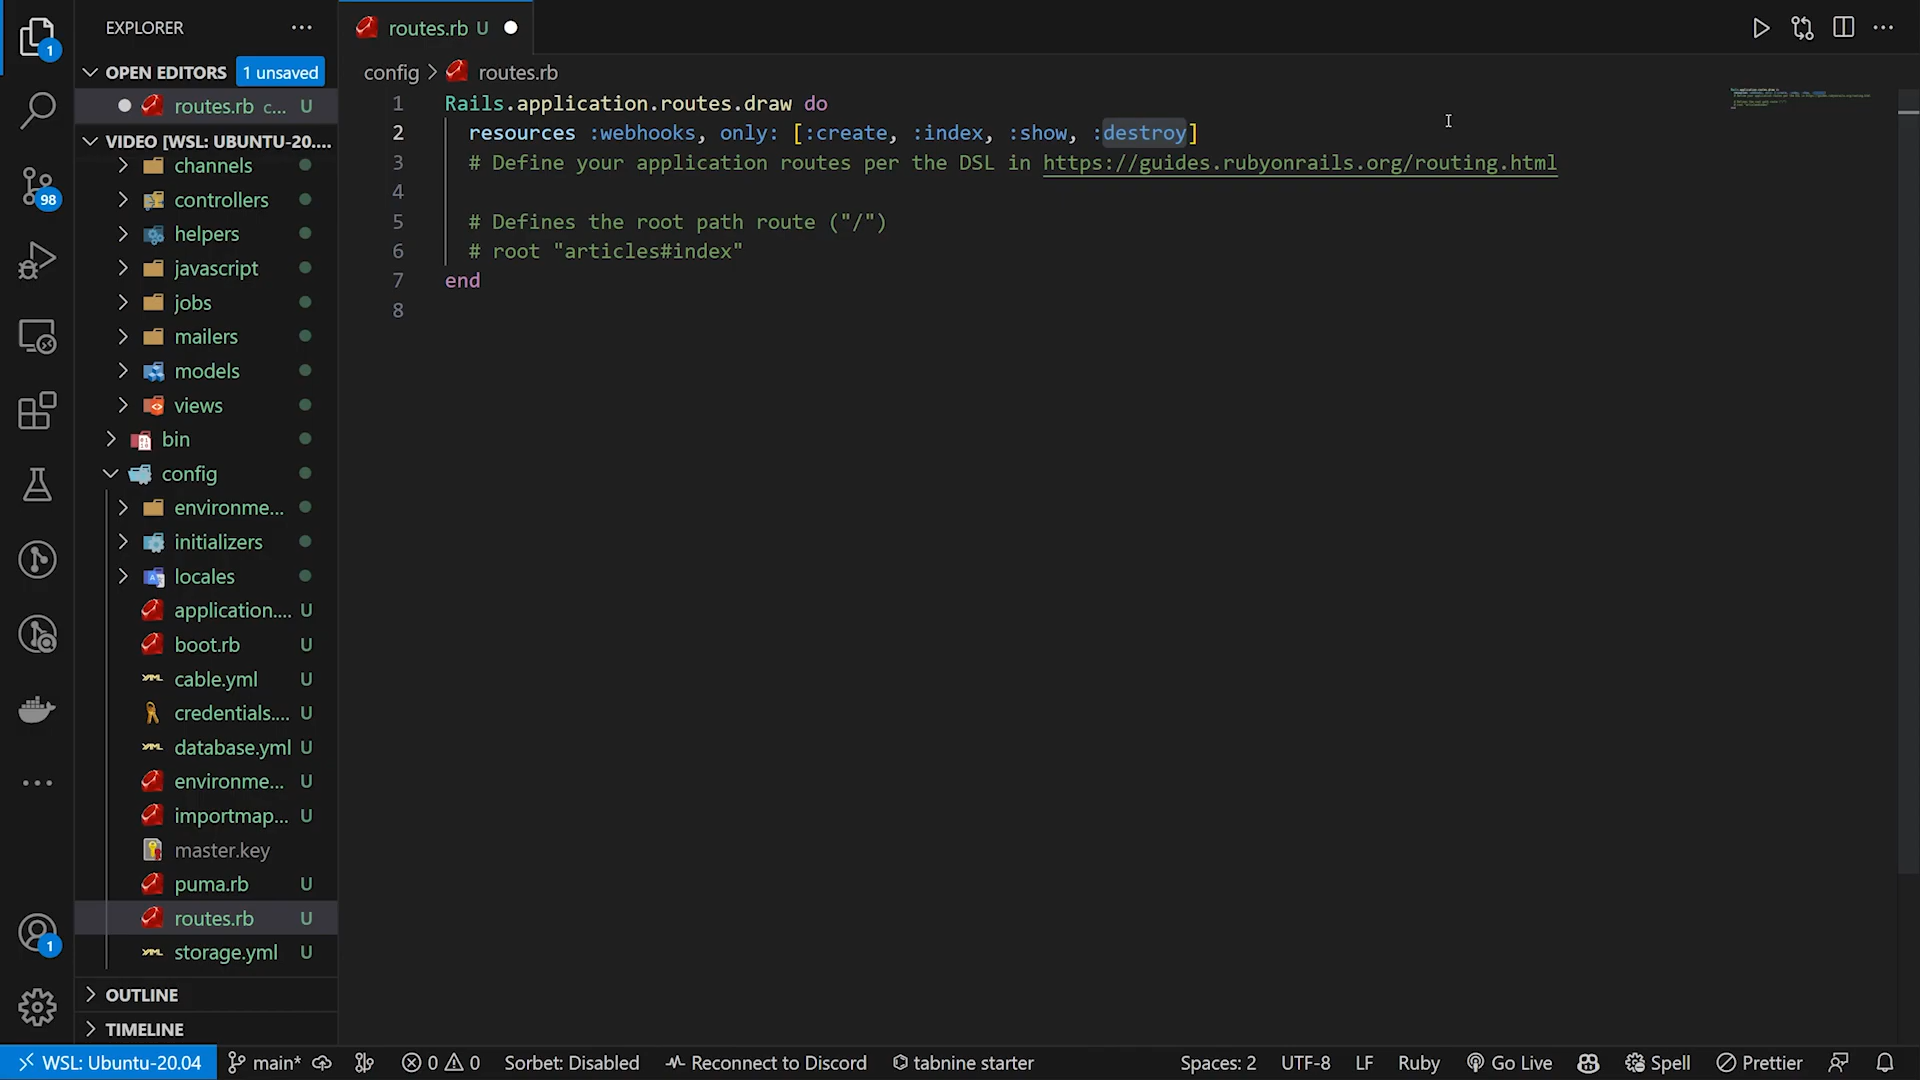 EXPLORER
OPEN EDITORS
1 unsaved
routes.rb c... U
VIDEO [WSL: UBUNTU-20....
channels
controllers
helpers
javascript
jobs
mailers
models
views
bin
config
environme...
initializers
locales
application.... U
boot.rb U
cable.yml U
credentials.... U
database.yml U
environme... U
importmap... U
master.key
puma.rb U
routes.rb U
storage.yml U
OUTLINE
TIMELINE
1
98
1
routes.rb U
config > routes.rb
1 Rails.application.routes.draw do
2 resources :webhooks, only: [:create, :index, :show, :destroy]
3 # Define your application routes per the DSL in https://guides.rubyonrails.org/routing.html
4
5 # Defines the root path route ("/")
6 # root "articles#index"
7 end
8
WSL: Ubuntu-20.04 main* 0 0 Sorbet: Disabled Reconnect to Discord tabnine starter Spaces: 2 UTF-8 LF Ruby Go Live Spell Prettier